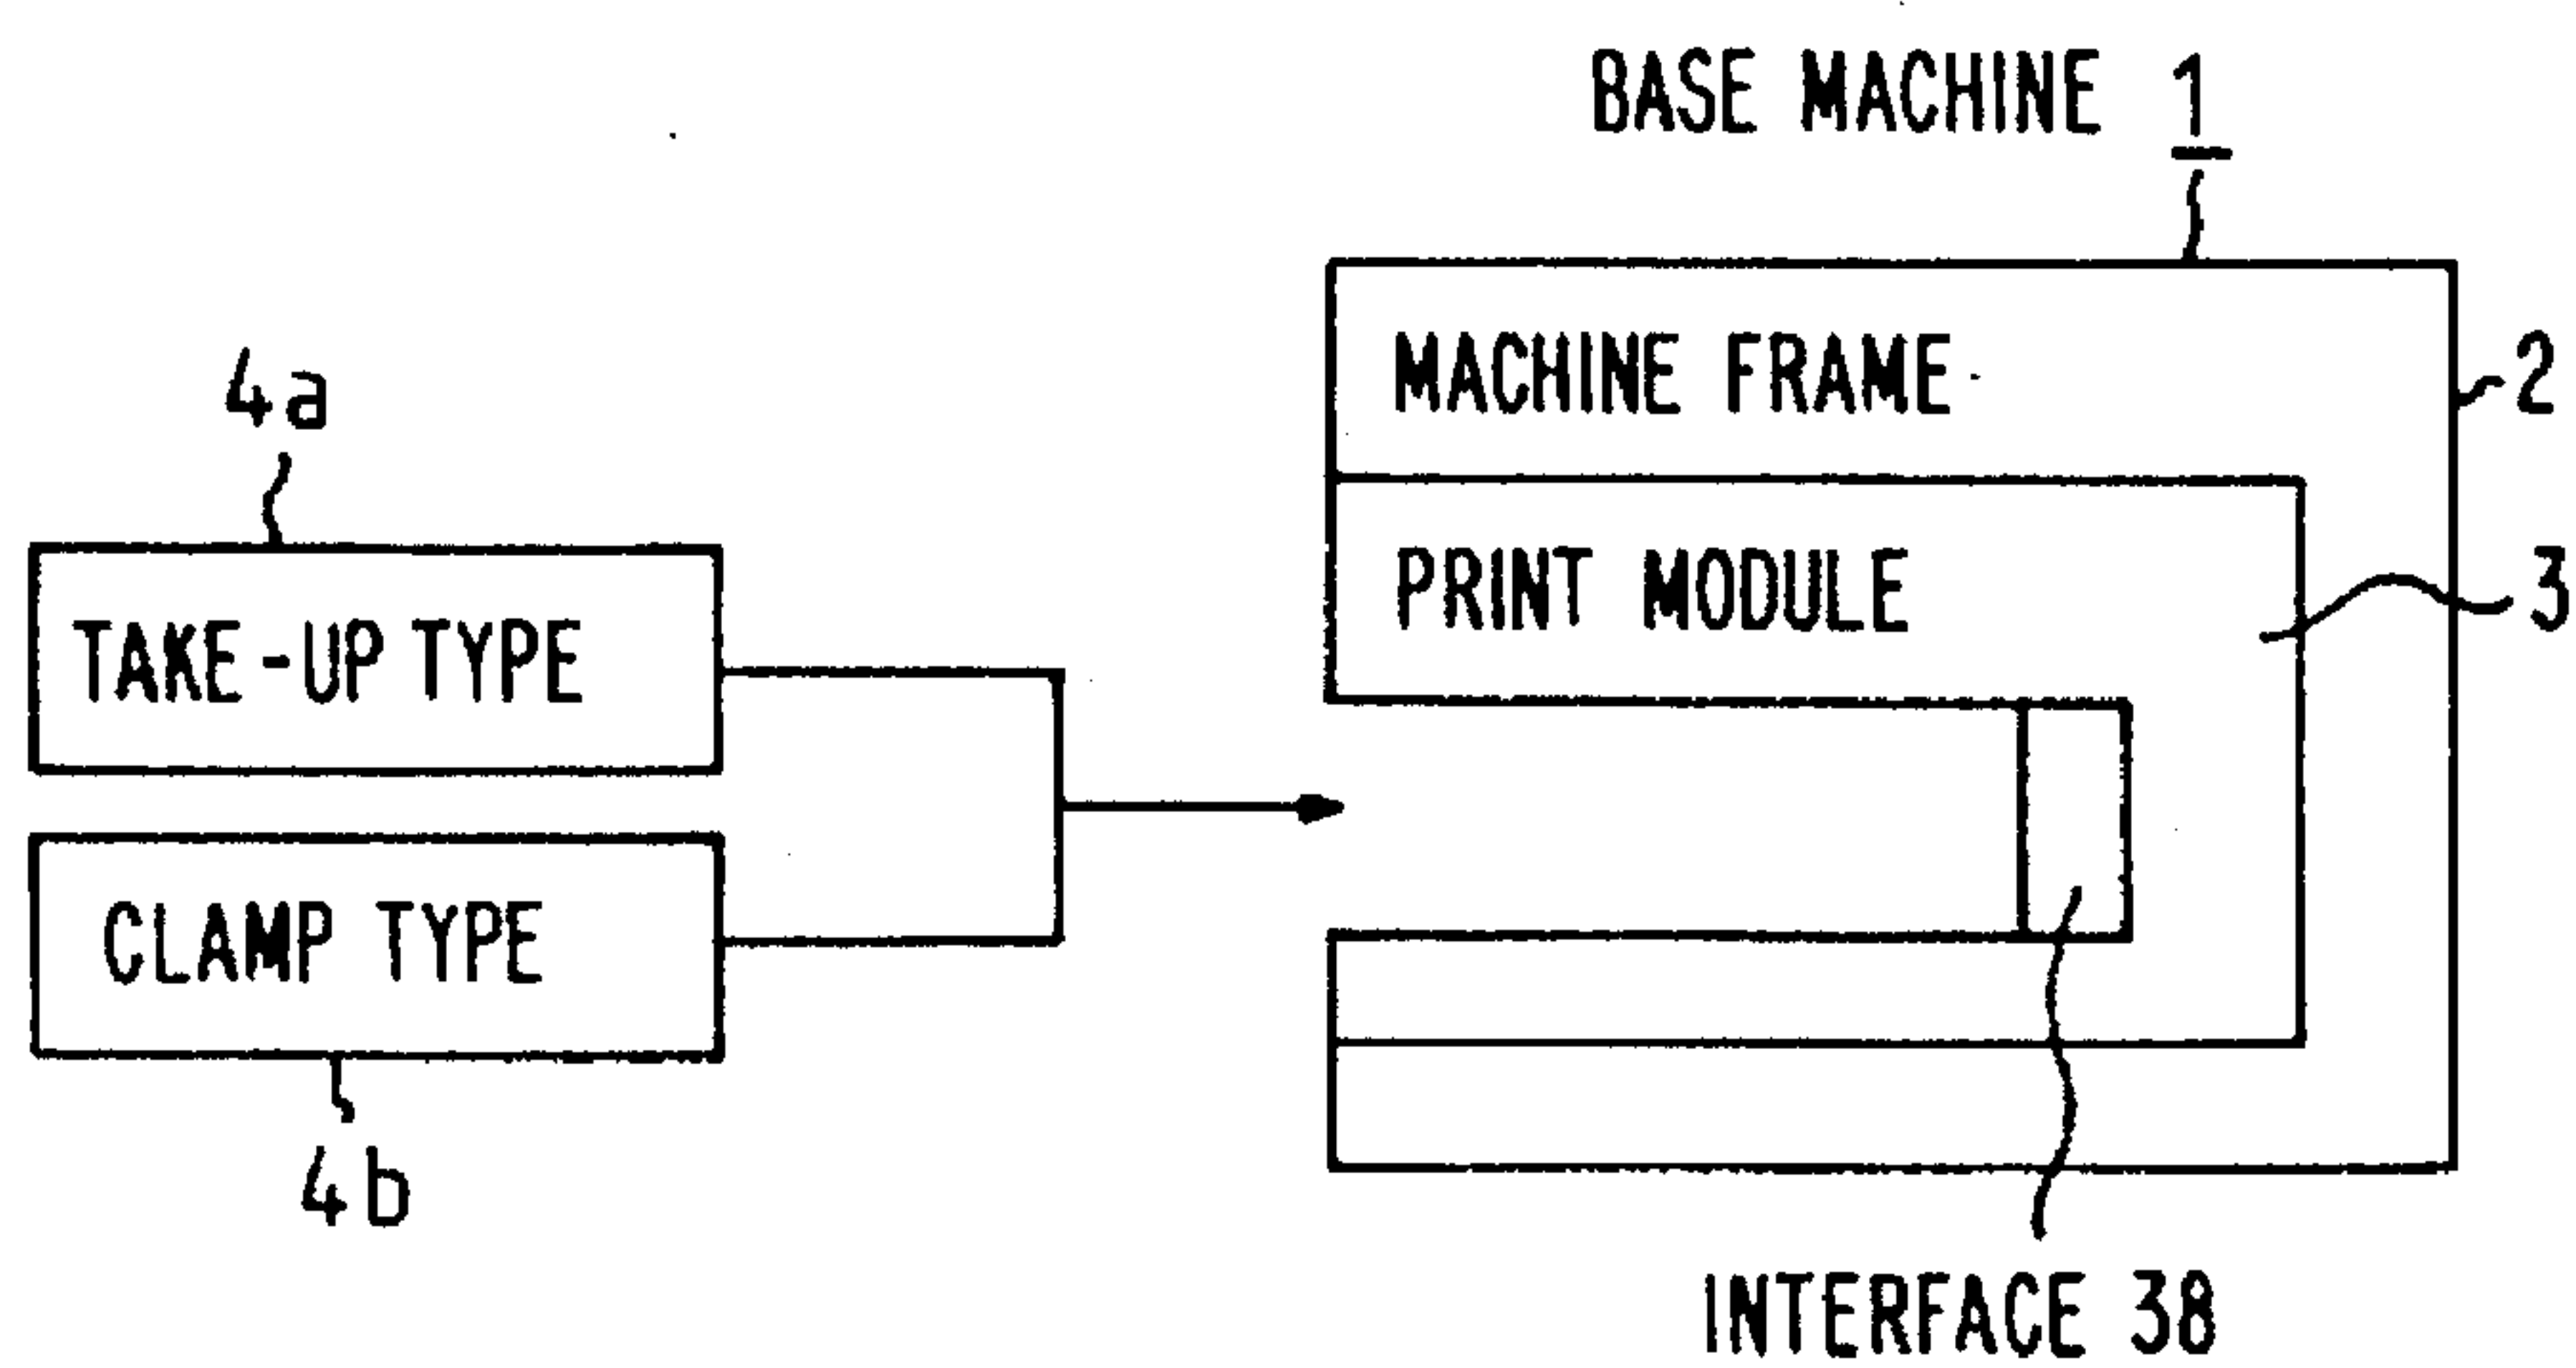 BASE MACHINE 1
MACHINE FRAME
2
4a
PRINT MODULE
3
TAKE-UP TYPE
CLAMP TYPE
4b
INTERFACE 38